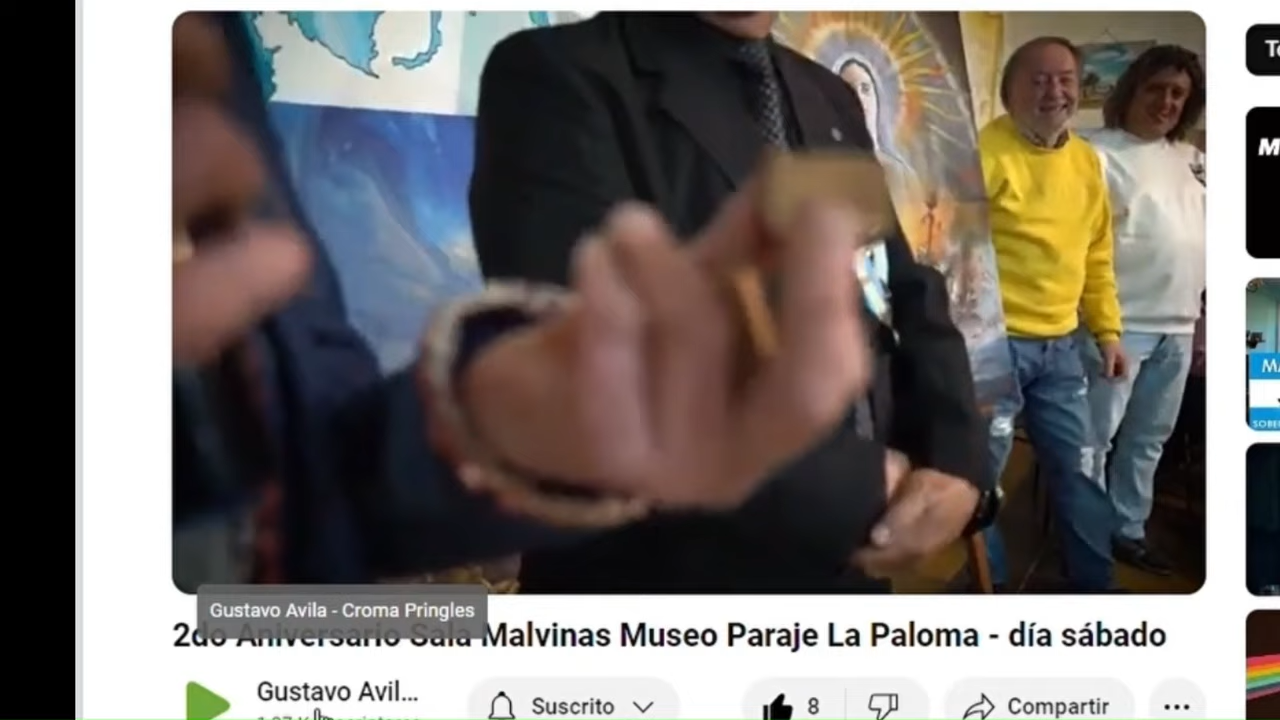 Gustavo Avila - Croma Pringles
2do Aniversario Sala Malvinas Museo Paraje La Paloma - día sábado
Gustavo Avil...
Suscrito
8
Compartir
...